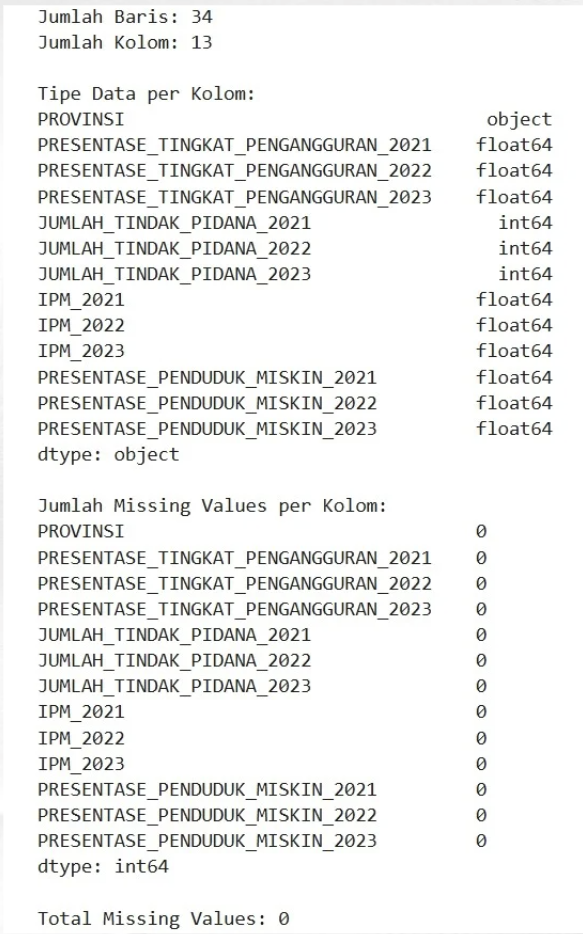 Jumlah Baris: 34
Jumlah Kolom: 13
Tipe Data per Kolom:
PROVINSI object
PRESENTASE_TINGKAT_PENGANGGURAN_2021 float64
PRESENTASE_TINGKAT_PENGANGGURAN_2022 float64
PRESENTASE_TINGKAT_PENGANGGURAN_2023 float64
JUMLAH_TINDAK_PIDANA_2021 int64
JUMLAH_TINDAK_PIDANA_2022 int64
JUMLAH_TINDAK_PIDANA_2023 int64
IPM_2021 float64
IPM_2022 float64
IPM_2023 float64
PRESENTASE_PENDUDUK_MISKIN_2021 float64
PRESENTASE_PENDUDUK_MISKIN_2022 float64
PRESENTASE_PENDUDUK_MISKIN_2023 float64
dtype: object
Jumlah Missing Values per Kolom:
PROVINSI 0
PRESENTASE_TINGKAT_PENGANGGURAN_2021 0
PRESENTASE_TINGKAT_PENGANGGURAN_2022 0
PRESENTASE_TINGKAT_PENGANGGURAN_2023 0
JUMLAH_TINDAK_PIDANA_2021 0
JUMLAH_TINDAK_PIDANA_2022 0
JUMLAH_TINDAK_PIDANA_2023 0
IPM_2021 0
IPM_2022 0
IPM_2023 0
PRESENTASE_PENDUDUK_MISKIN_2021 0
PRESENTASE_PENDUDUK_MISKIN_2022 0
PRESENTASE_PENDUDUK_MISKIN_2023 0
dtype: int64
Total Missing Values: 0